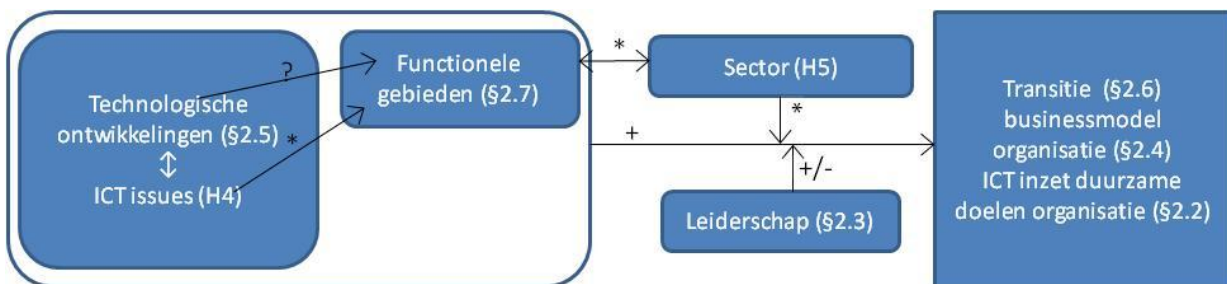 Technologische
ontwikkelingen (§2.5)
ICT issues (H4)
?
*
Functionele
gebieden (§2.7)
*
Sector (H5)
*
+
+/-
Leiderschap (§2.3)
Transitie (§2.6)
businessmodel
organisatie (§2.4)
ICT inzet duurzame
doelen organisatie (§2.2)